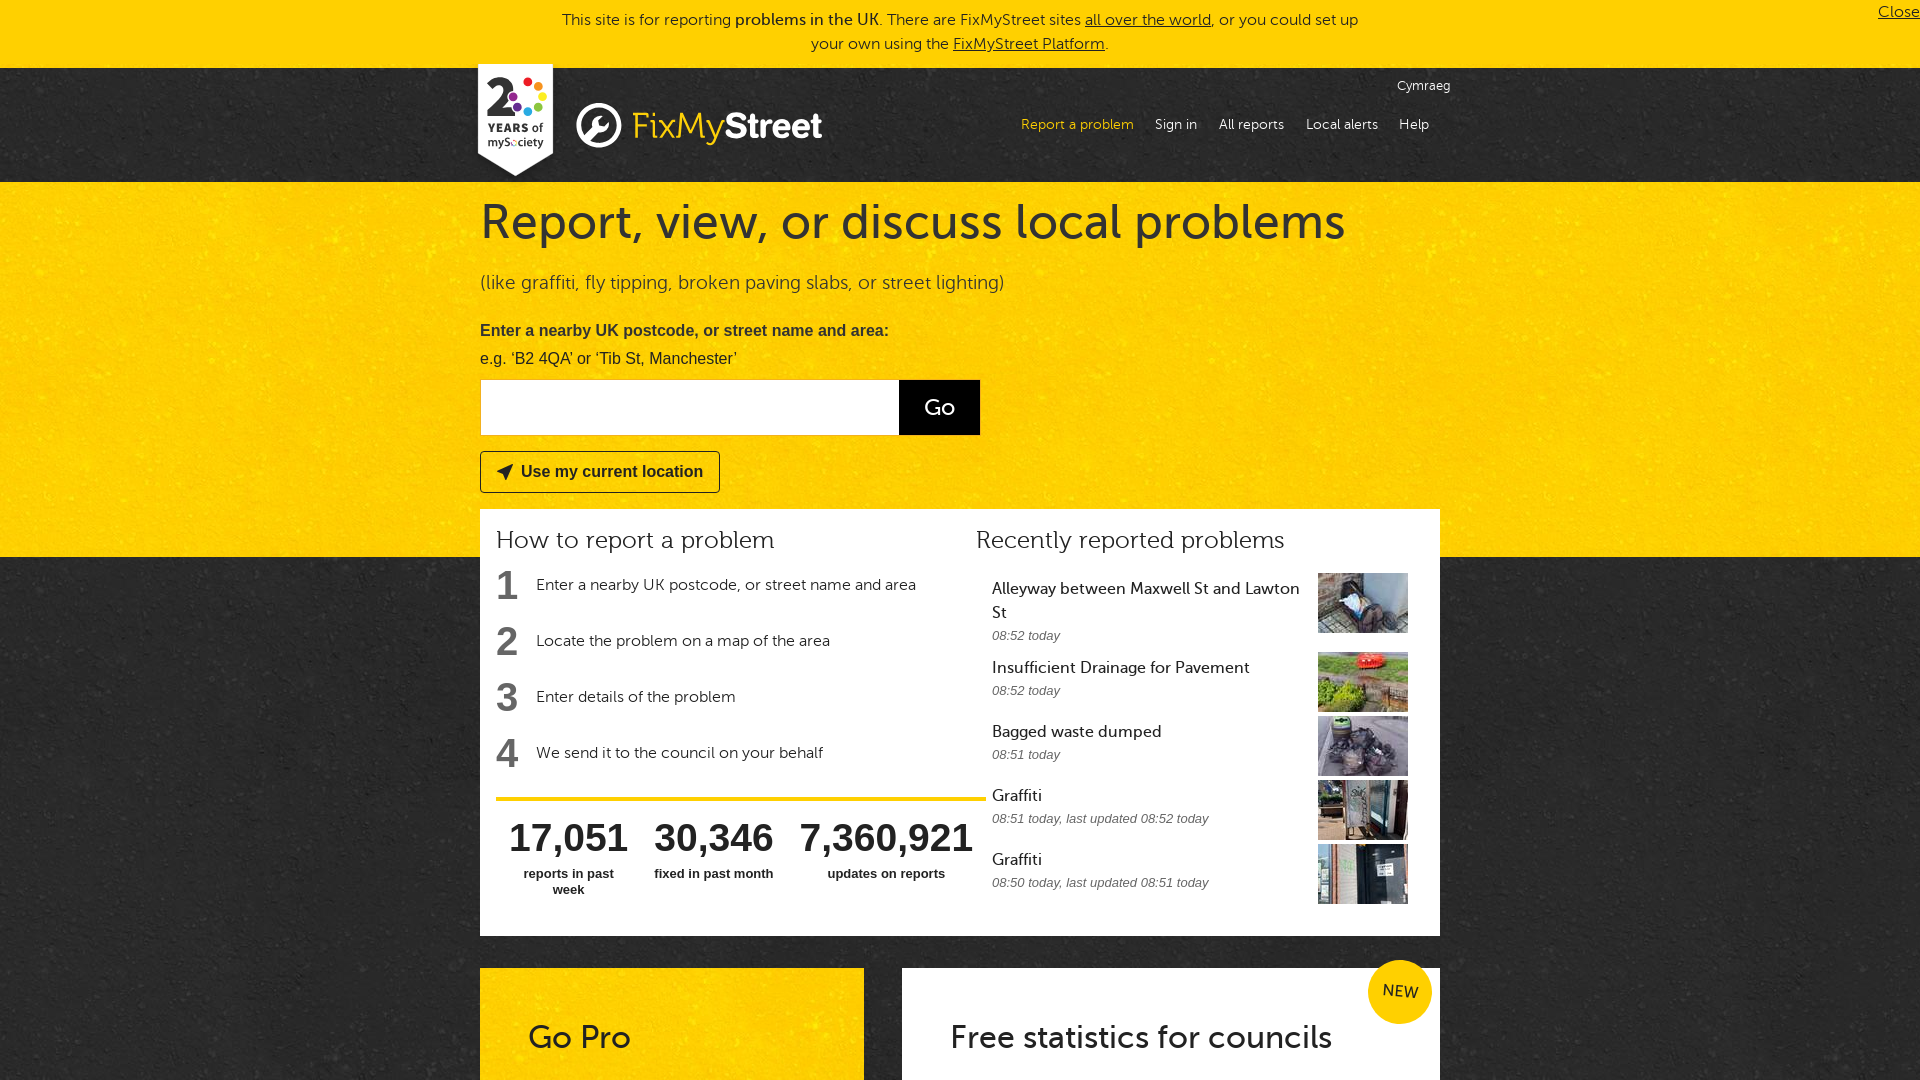 This site is for reporting problems in the UK. There are FixMyStreet sites all over the world, or you could set up
your own using the FixMyStreet Platform.
Close
20
YEARS of
mySociety
FixMyStreet
Cymraeg
Report a problem
Sign in
All reports
Local alerts
Help
Report, view, or discuss local problems
(like graffiti, fly tipping, broken paving slabs, or street lighting)
Enter a nearby UK postcode, or street name and area:
e.g. ‘B2 4QA’ or ‘Tib St, Manchester’
Go
Use my current location
How to report a problem
1 Enter a nearby UK postcode, or street name and area
2 Locate the problem on a map of the area
3 Enter details of the problem
4 We send it to the council on your behalf
17,051
reports in past
week
30,346
fixed in past month
7,360,921
updates on reports
Recently reported problems
Alleyway between Maxwell St and Lawton
St
08:52 today
Insufficient Drainage for Pavement
08:52 today
Bagged waste dumped
08:51 today
Graffiti
08:51 today, last updated 08:52 today
Graffiti
08:50 today, last updated 08:51 today
Go Pro
NEW
Free statistics for councils